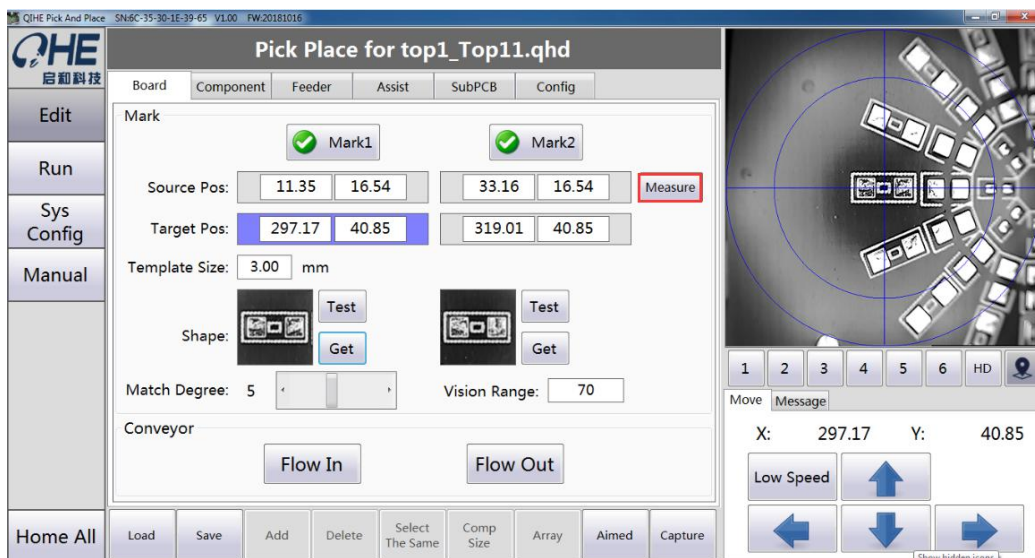 QIHE Pick And Place SN:6C-35-30-1E-39-65 V1.00 FW:20181016
QHE
启和科技
Pick Place for top1_Top11.qhd
Board Component Feeder Assist SubPCB Config
Edit
Run
Sys
Config
Manual
Home All
Mark
Mark1 Mark2
Source Pos: 11.35 16.54 33.16 16.54 Measure
Target Pos: 297.17 40.85 319.01 40.85
Template Size: 3.00 mm
Shape: Test Get Test Get
Match Degree: 5 Vision Range: 70
Conveyor
Flow In Flow Out
Load Save Add Delete Select The Same Comp Size Array Aimed Capture
1 2 3 4 5 6 HD
Move Message
X: 297.17 Y: 40.85
Low Speed
Show hidden icons